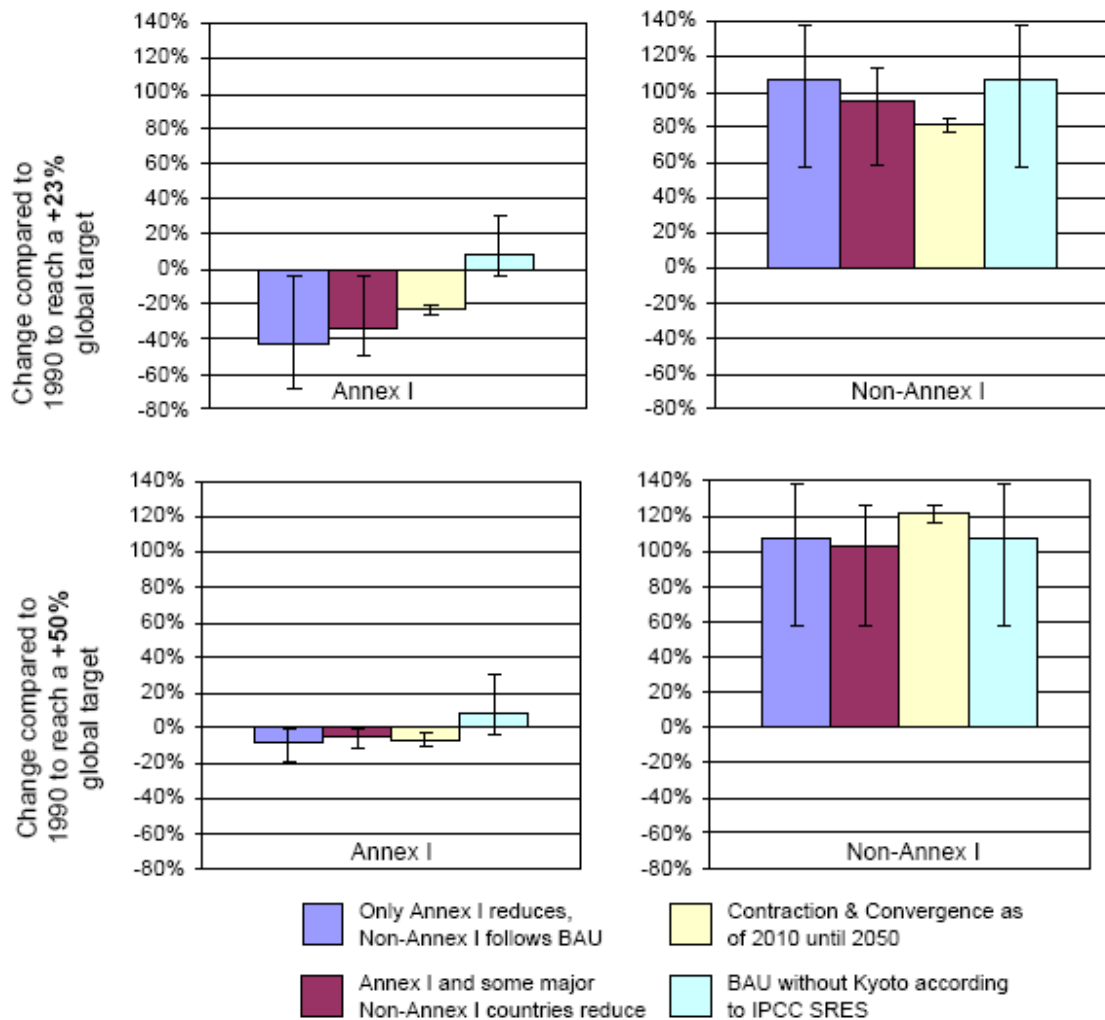 Change compared to
1990 to reach a +23%
global target
140%
120%
100%
80%
60%
40%
20%
0%
-20%
-40%
-60%
-80%
Annex I
140%
120%
100%
80%
60%
40%
20%
0%
-20%
-40%
-60%
-80%
Non-Annex I
Change compared to
1990 to reach a +50%
global target
140%
120%
100%
80%
60%
40%
20%
0%
-20%
-40%
-60%
-80%
Annex I
140%
120%
100%
80%
60%
40%
20%
0%
-20%
-40%
-60%
-80%
Non-Annex I
Only Annex I reduces,
Non-Annex I follows BAU
Contraction & Convergence as
of 2010 until 2050
Annex I and some major
Non-Annex I countries reduce
BAU without Kyoto according
to IPCC SRES